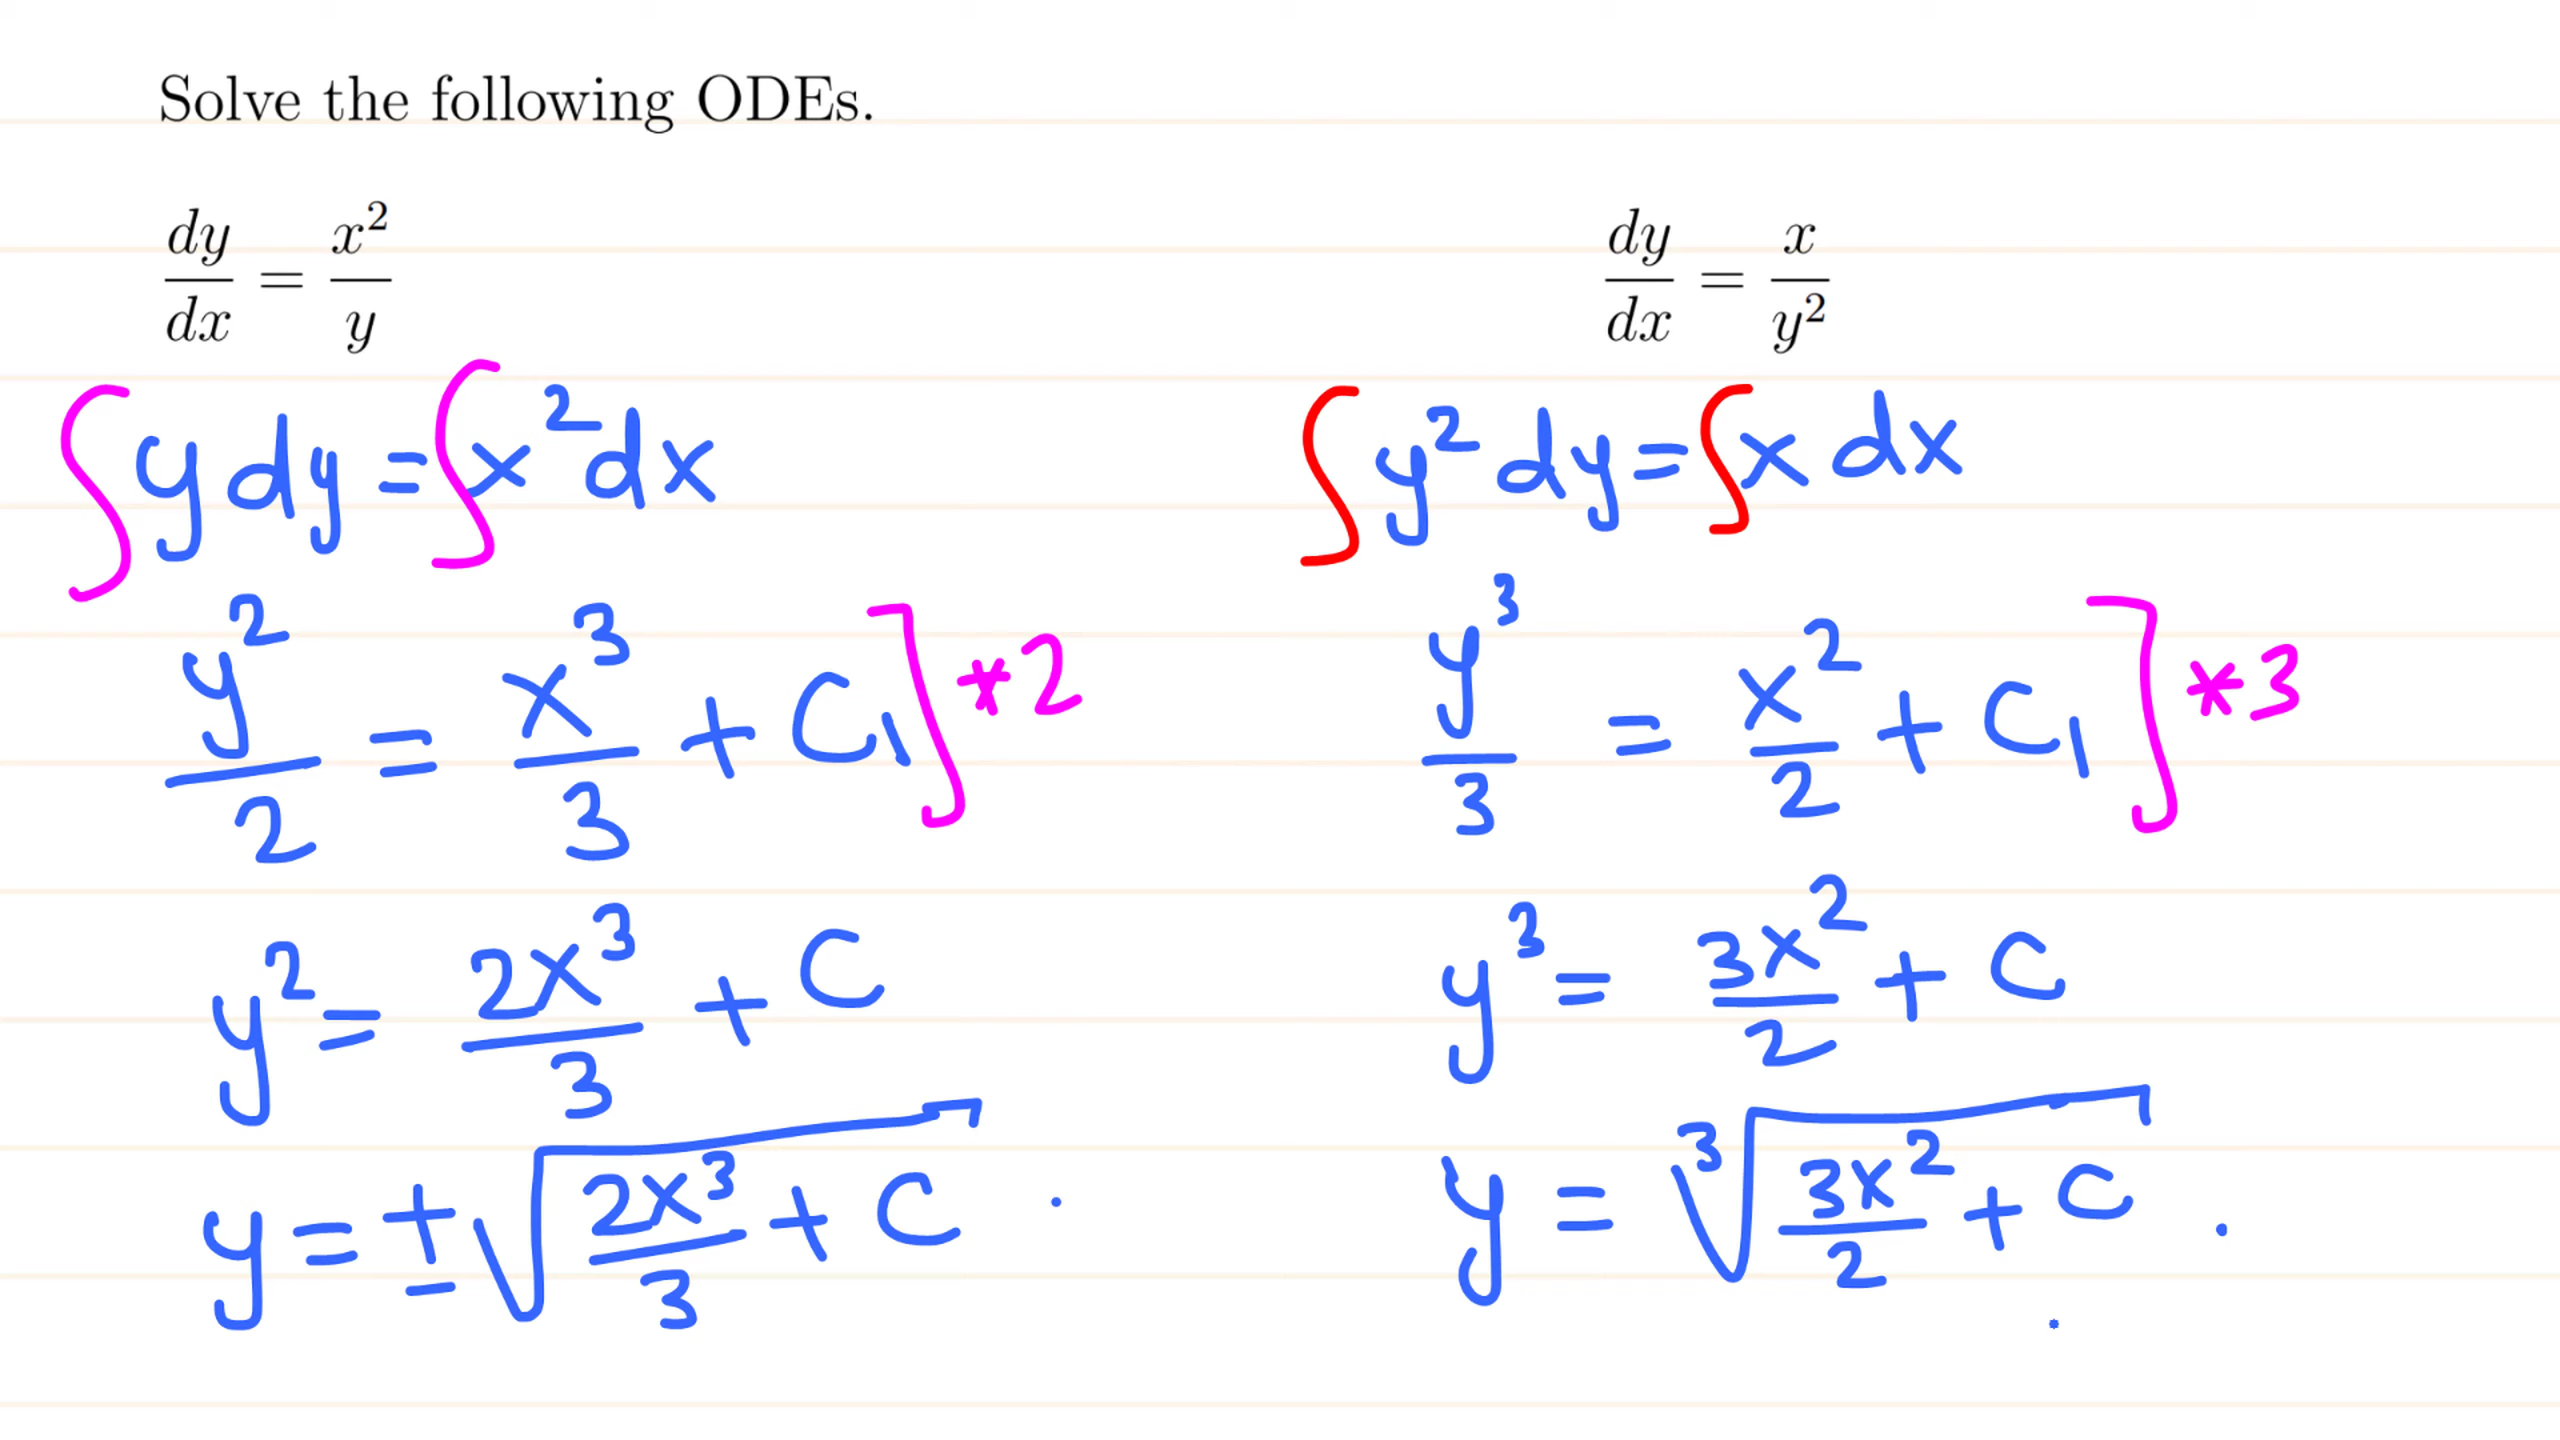 Solve the following ODEs.
dy/dx = x²/y
∫ y dy = ∫ x² dx
y²/2 = x³/3 + C₁ ] *2
y² = 2x³/3 + C
y = ± √(2x³/3 + C) .
dy/dx = x/y²
∫ y² dy = ∫ x dx
y³/3 = x²/2 + C₁ ] *3
y³ = 3x²/2 + C
y = ³√(3x²/2 + C) .